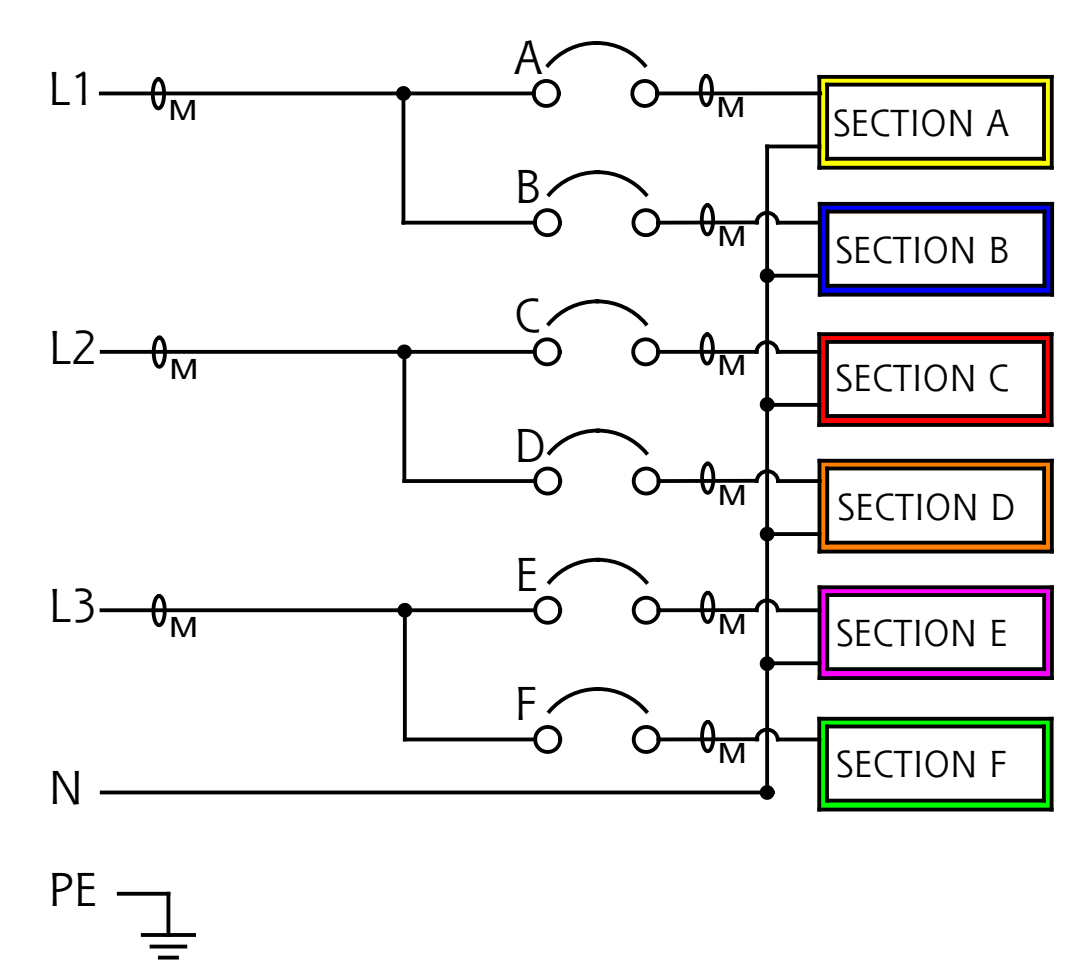 L1
M
A
M
SECTION A
B
M
SECTION B
L2
M
C
M
SECTION C
D
M
SECTION D
L3
M
E
M
SECTION E
F
M
SECTION F
N
PE